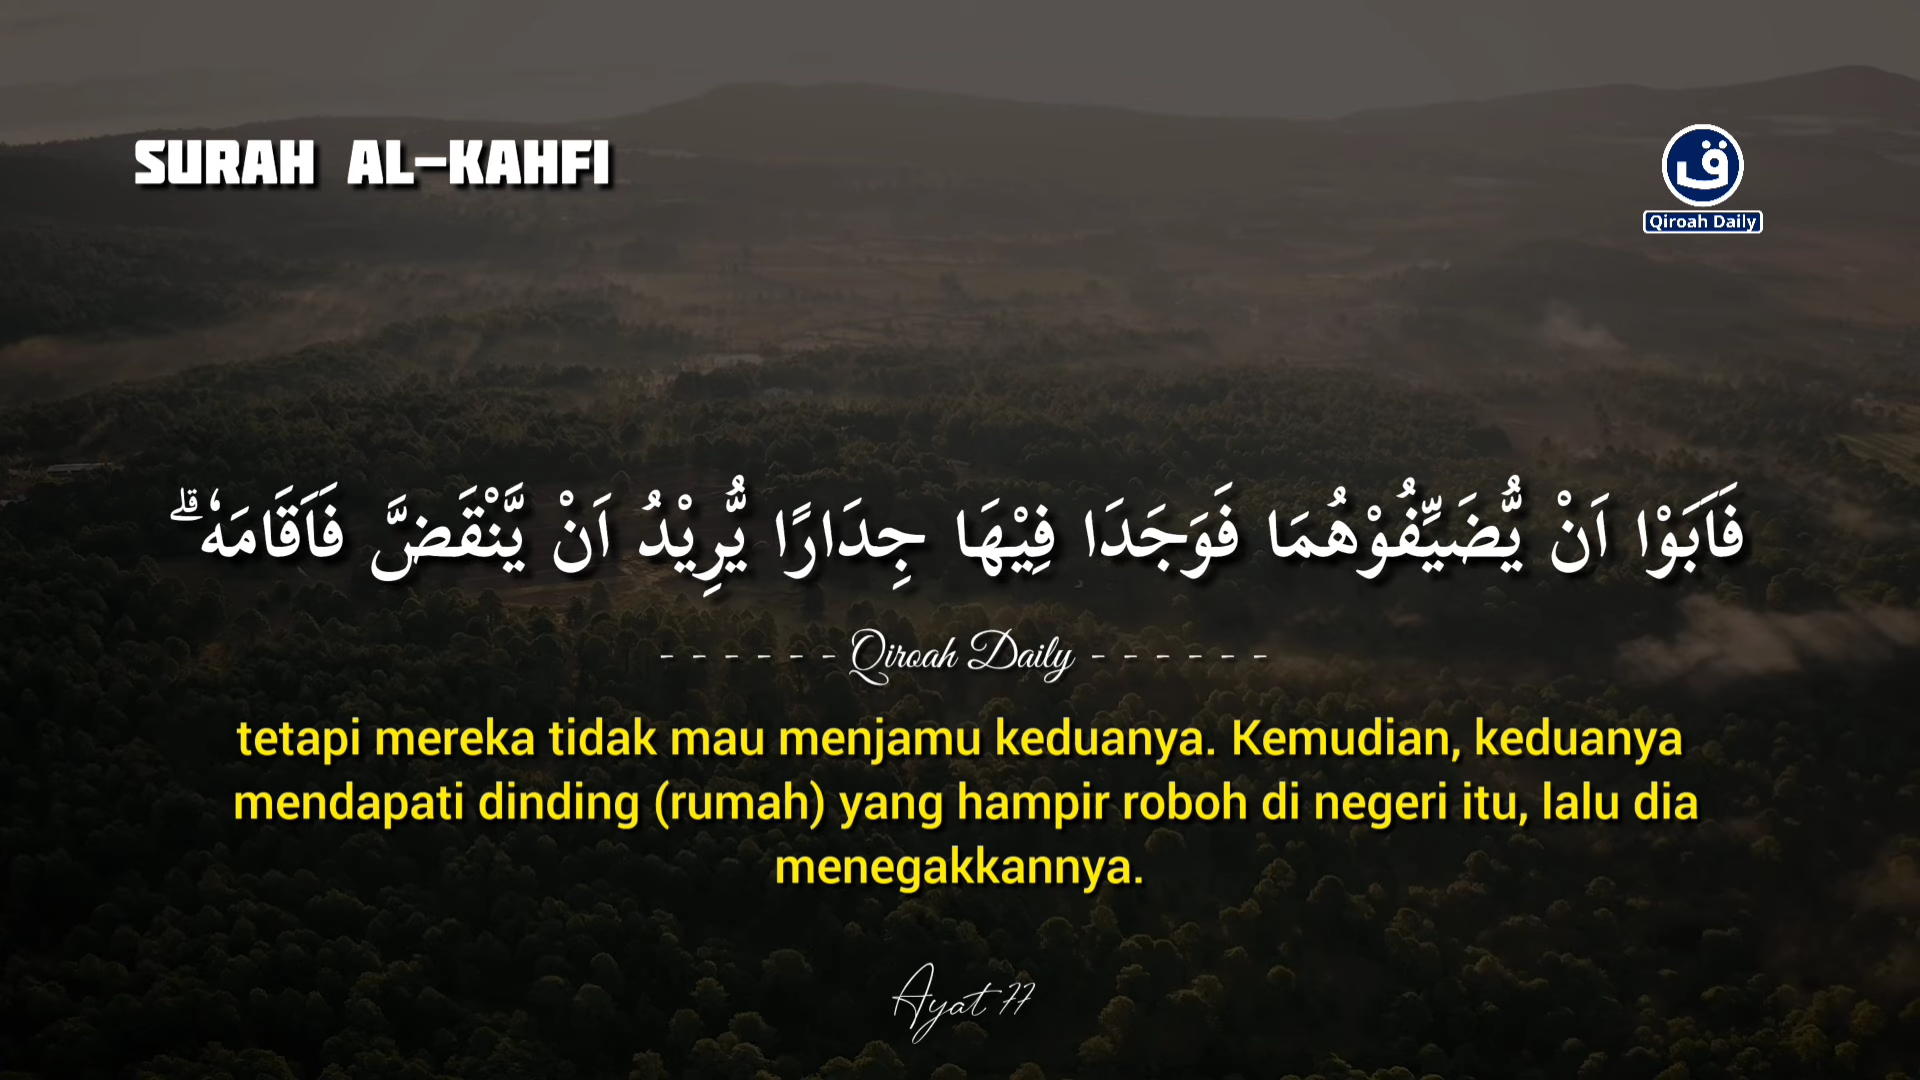 SURAH AL-KAHFI
ق
Qiroah Daily
فَاَبَوْا اَنْ يُّضَيِّفُوْهُمَا فَوَجَدَا فِيْهَا جِدَارًا يُّرِيْدُ اَنْ يَّنْقَضَّ فَاَقَامَهٗ ۗ
- - - - - - Qiroah Daily - - - - - -
tetapi mereka tidak mau menjamu keduanya. Kemudian, keduanya
mendapati dinding (rumah) yang hampir roboh di negeri itu, lalu dia
menegakkannya.
Ayat 77